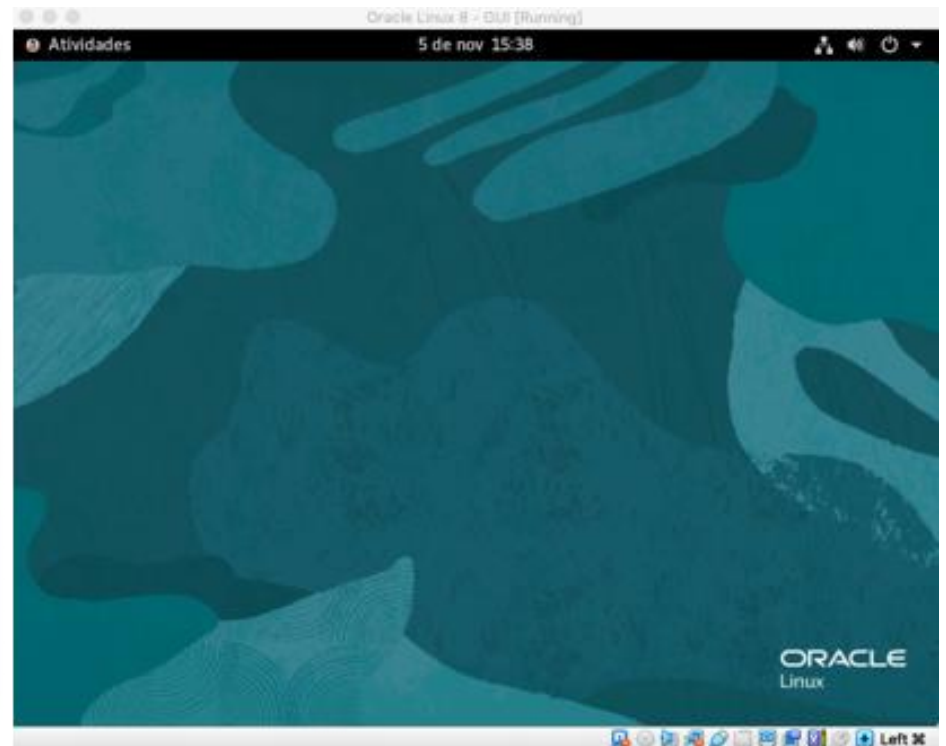 Oracle Linux 8 - GUI [Running]
Atividades
5 de nov 15:38
ORACLE
Linux
Left ⌘